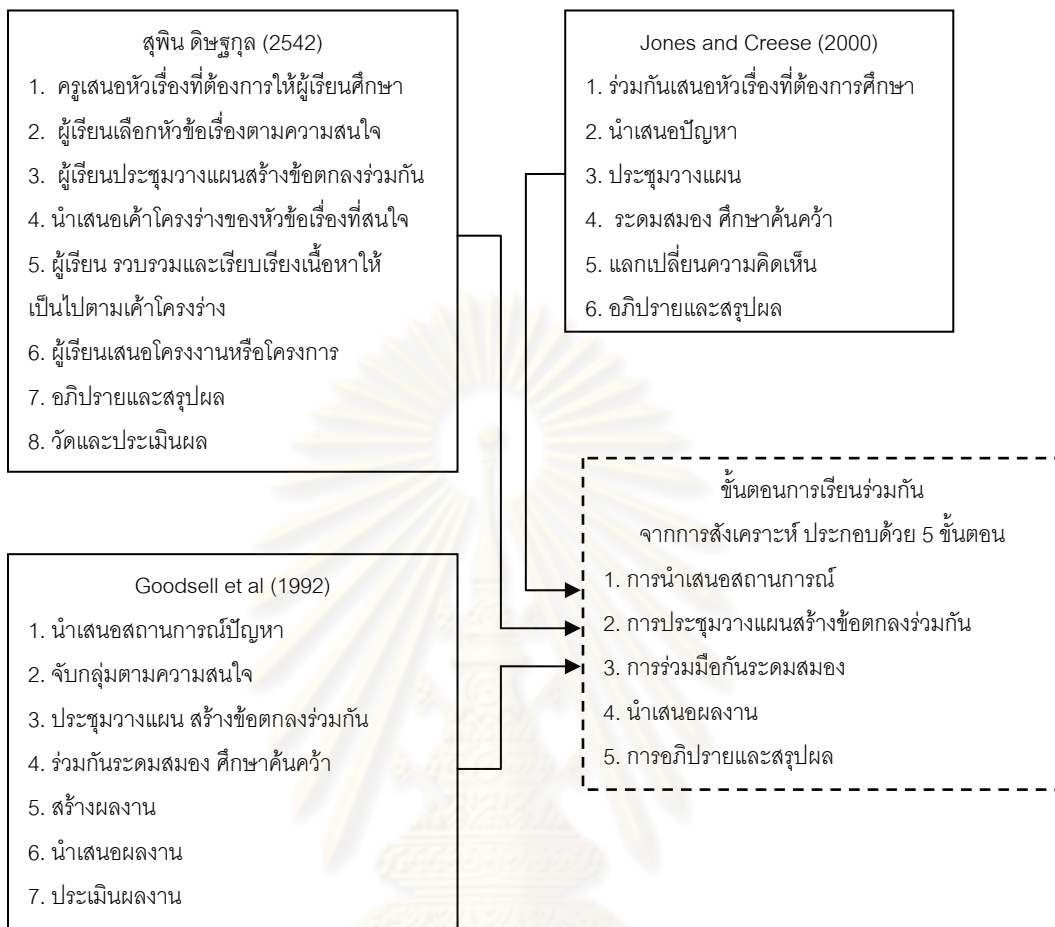 สุพิน ดิษฐกุล (2542)
1. ครูเสนอหัวเรื่องที่ต้องการให้ผู้เรียนศึกษา
2. ผู้เรียนเลือกหัวข้อเรื่องตามความสนใจ
3. ผู้เรียนประชุมวางแผนสร้างข้อตกลงร่วมกัน
4. นำเสนอเค้าโครงร่างของหัวข้อเรื่องที่สนใจ
5. ผู้เรียน รวบรวมและเรียบเรียงเนื้อหาให้
เป็นไปตามเค้าโครงร่าง
6. ผู้เรียนเสนอโครงงานหรือโครงการ
7. อภิปรายและสรุปผล
8. วัดและประเมินผล
Jones and Creese (2000)
1. ร่วมกันเสนอหัวเรื่องที่ต้องการศึกษา
2. นำเสนอปัญหา
3. ประชุมวางแผน
4. ระดมสมอง ศึกษาค้นคว้า
5. แลกเปลี่ยนความคิดเห็น
6. อภิปรายและสรุปผล
Goodsell et al (1992)
1. นำเสนอสถานการณ์ปัญหา
2. จับกลุ่มตามความสนใจ
3. ประชุมวางแผน สร้างข้อตกลงร่วมกัน
4. ร่วมกันระดมสมอง ศึกษาค้นคว้า
5. สร้างผลงาน
6. นำเสนอผลงาน
7. ประเมินผลงาน
ขั้นตอนการเรียนร่วมกัน
จากการสังเคราะห์ ประกอบด้วย 5 ขั้นตอน
1. การนำเสนอสถานการณ์
2. การประชุมวางแผนสร้างข้อตกลงร่วมกัน
3. การร่วมมือกันระดมสมอง
4. นำเสนอผลงาน
5. การอภิปรายและสรุปผล